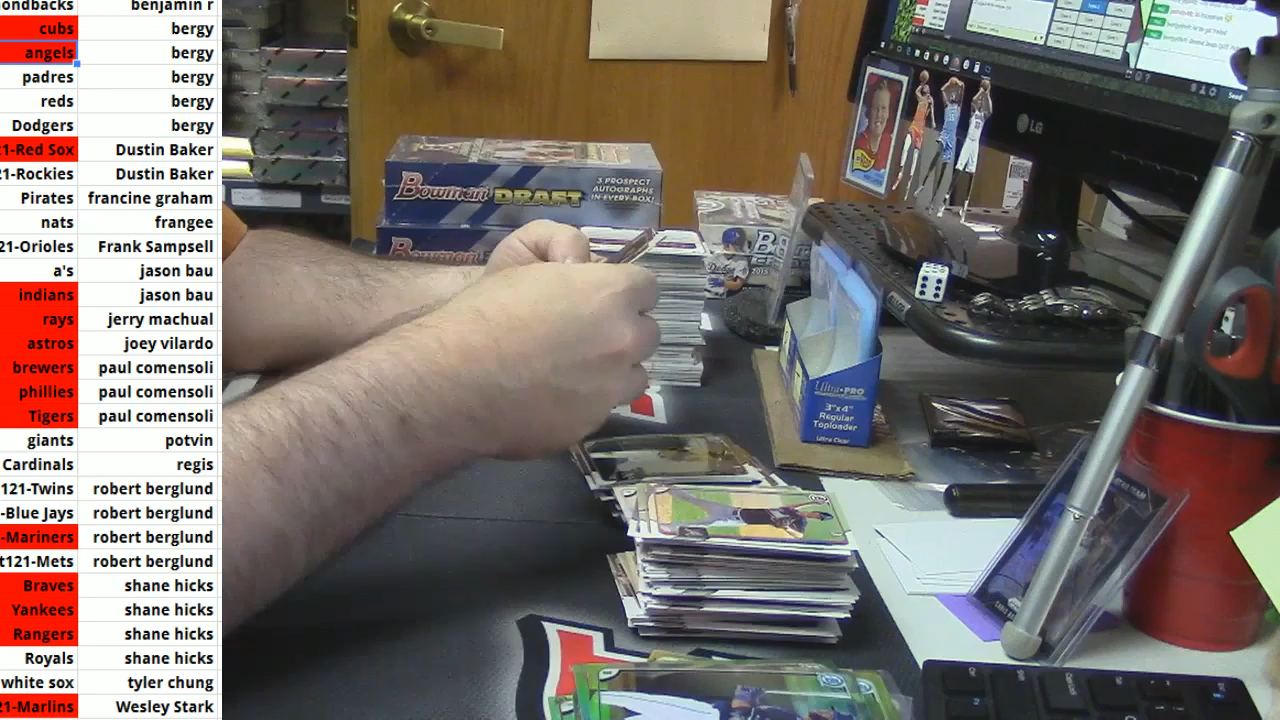 ondbacks benjamin r
cubs bergy
angels bergy
padres bergy
reds bergy
Dodgers bergy
21-Red Sox Dustin Baker
21-Rockies Dustin Baker
Pirates francine graham
nats frangee
21-Orioles Frank Sampsell
a's jason bau
indians jason bau
rays jerry machual
astros joey vilardo
brewers paul comensoli
phillies paul comensoli
Tigers paul comensoli
giants potvin
Cardinals regis
121-Twins robert berglund
-Blue Jays robert berglund
-Mariners robert berglund
t121-Mets robert berglund
Braves shane hicks
Yankees shane hicks
Rangers shane hicks
Royals shane hicks
white sox tyler chung
21-Marlins Wesley Stark
Bowman DRAFT
3 PROSPECT
AUTOGRAPHS
IN EVERY BOX!
Bowman
2015
LG
Ultra PRO
3"x4"
Regular
Toploader
Ultra Clear